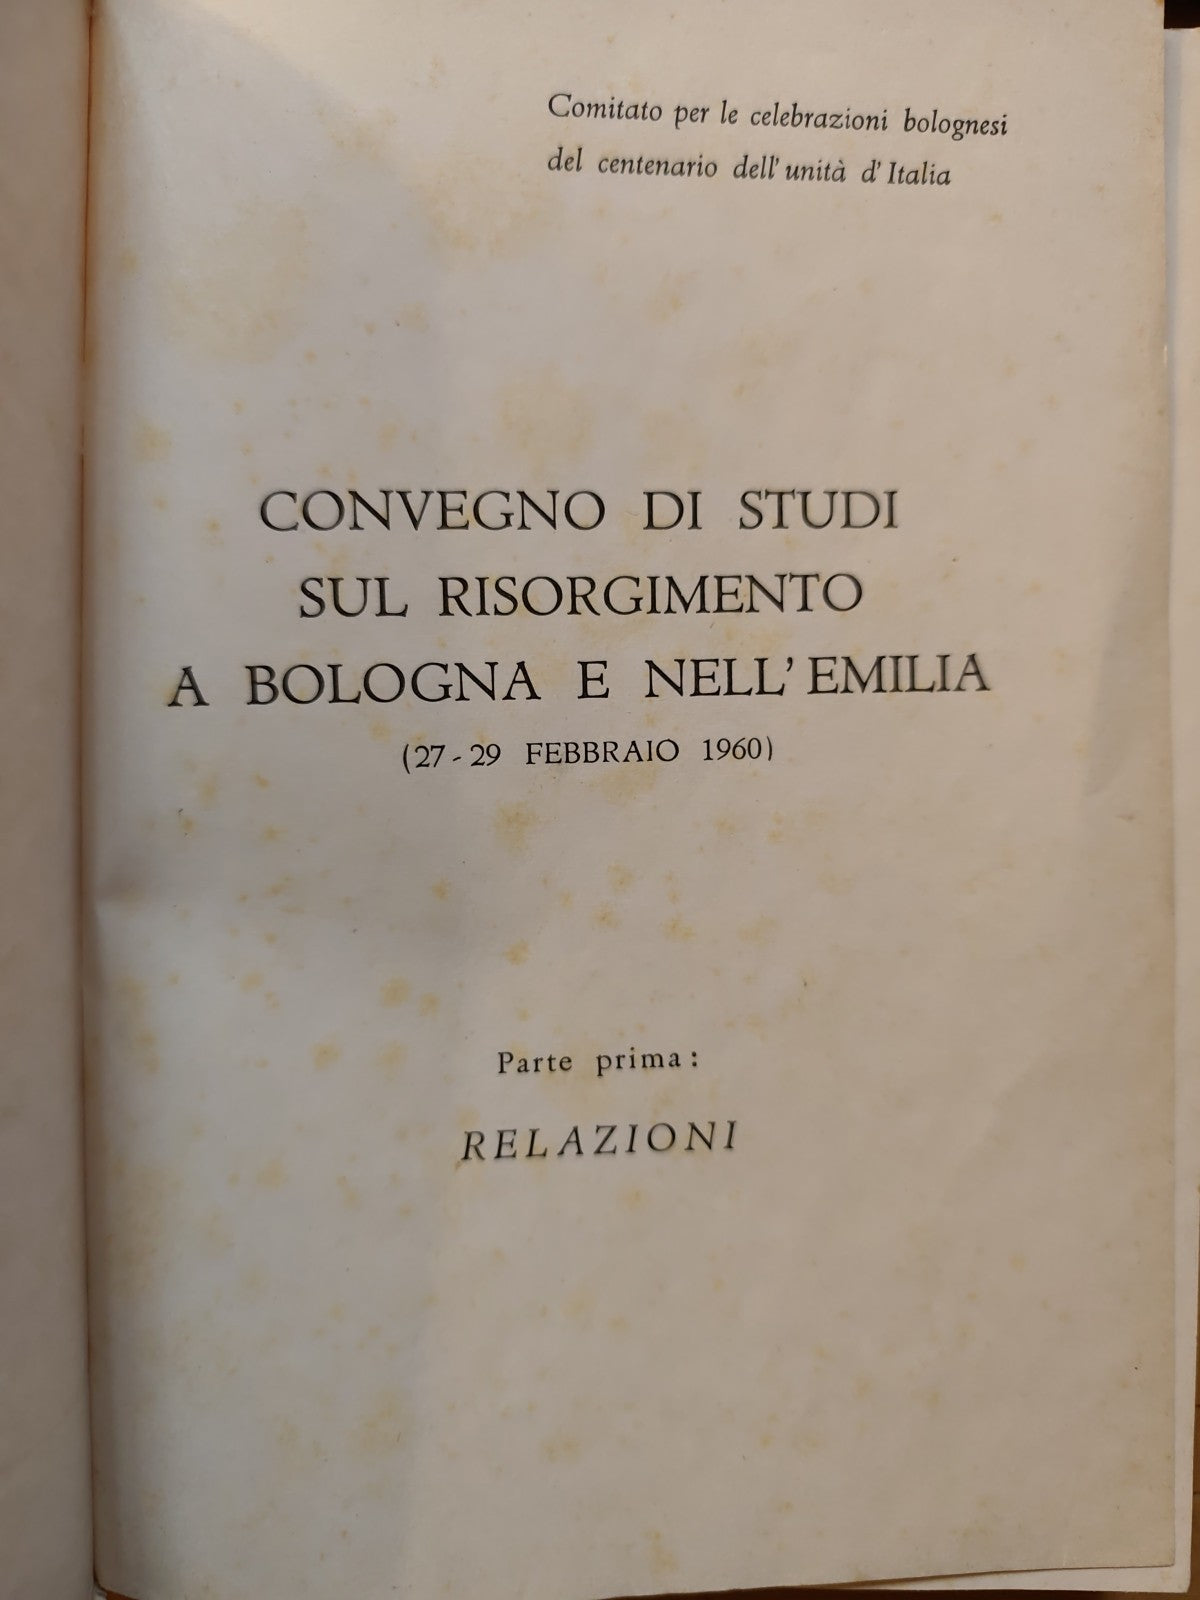 Comitato per le celebrazioni bolognesi
del centenario dell'unità d'Italia
CONVEGNO DI STUDI
SUL RISORGIMENTO
A BOLOGNA E NELL'EMILIA
(27-29 FEBBRAIO 1960)
Parte prima:
RELAZIONI